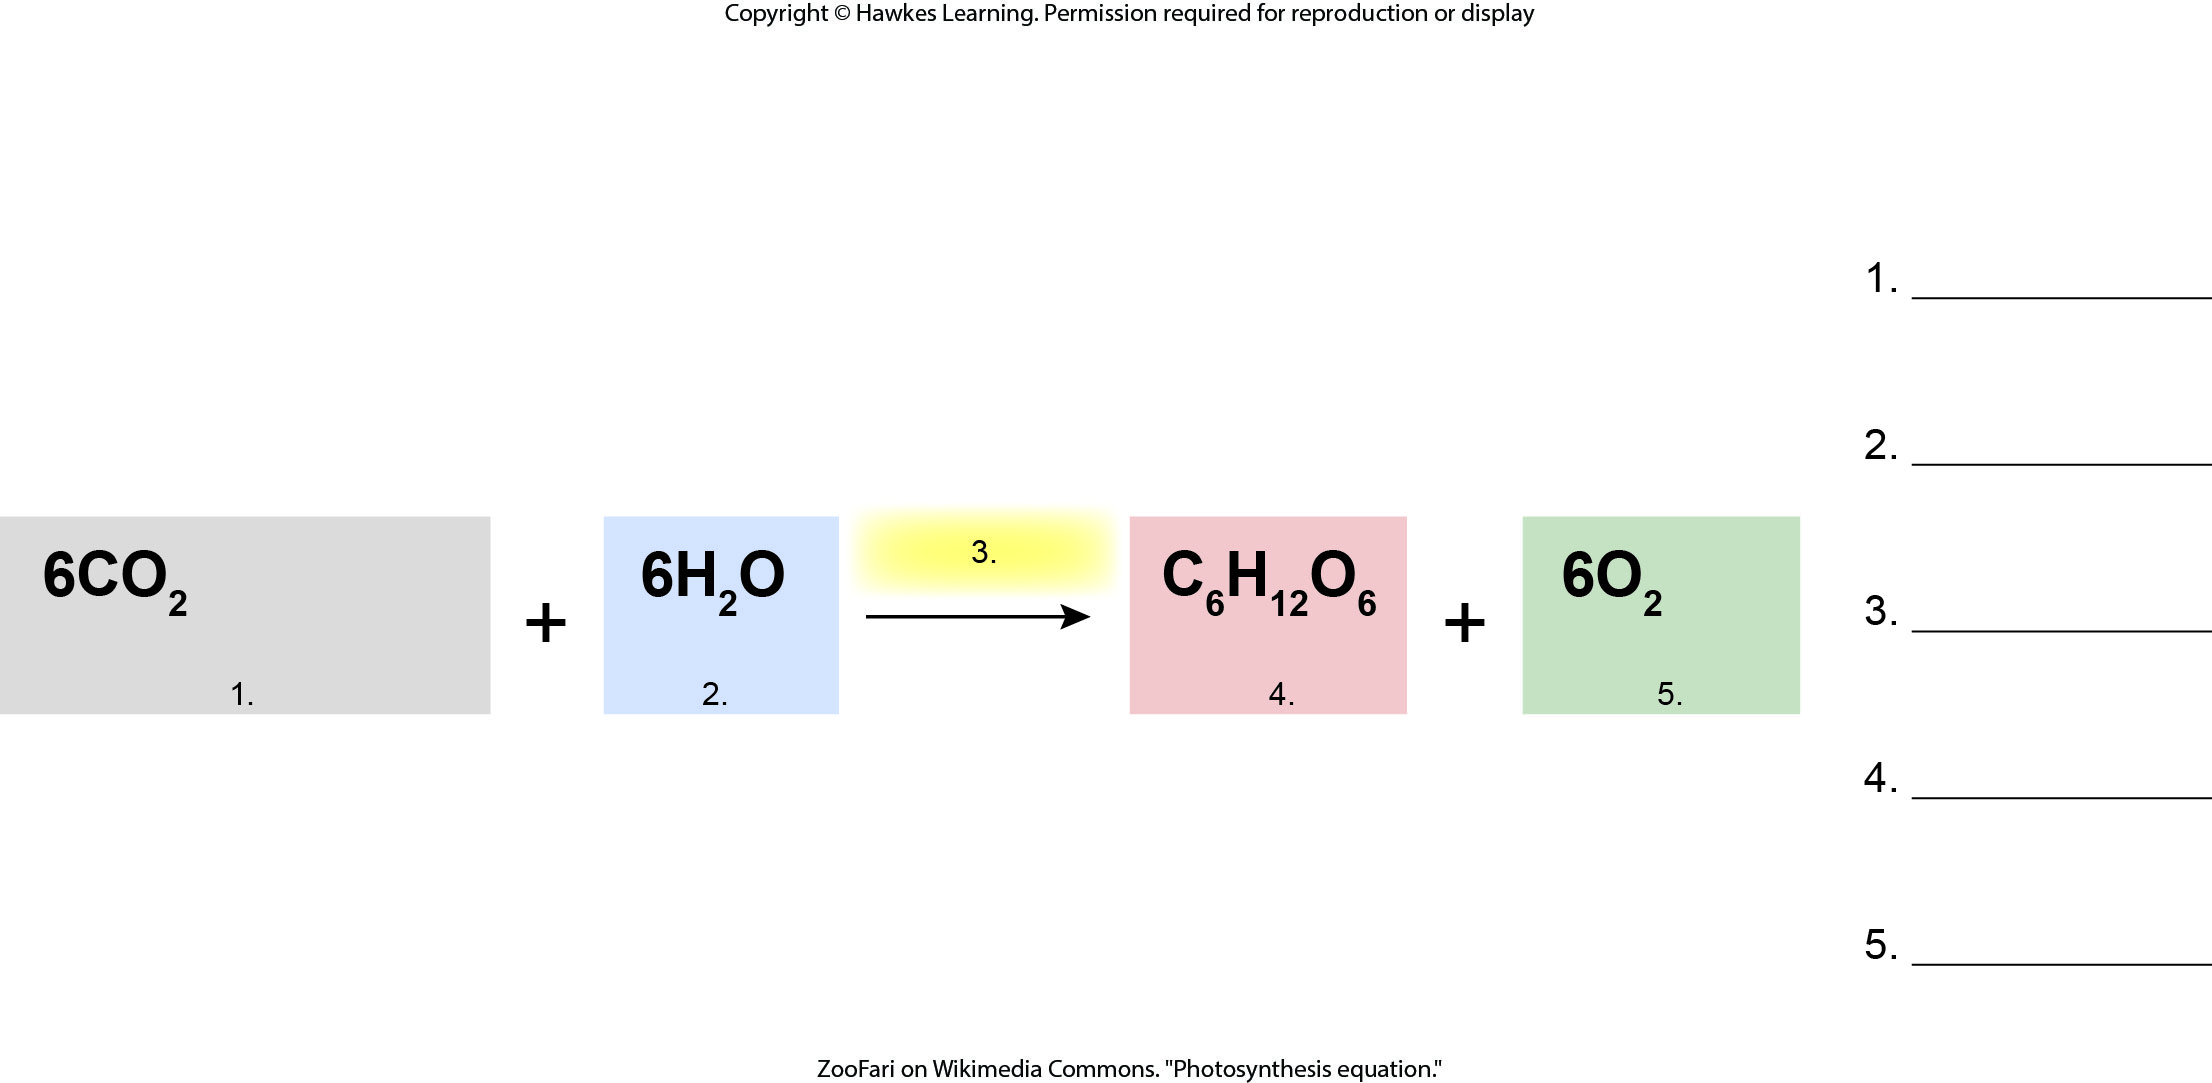 Copyright © Hawkes Learning. Permission required for reproduction or display
1.
2.
6CO₂ + 6H₂O 3. C₆H₁₂O₆ + 6O₂
3.
1. 2. 4. 5.
4.
5.
ZooFari on Wikimedia Commons. "Photosynthesis equation."